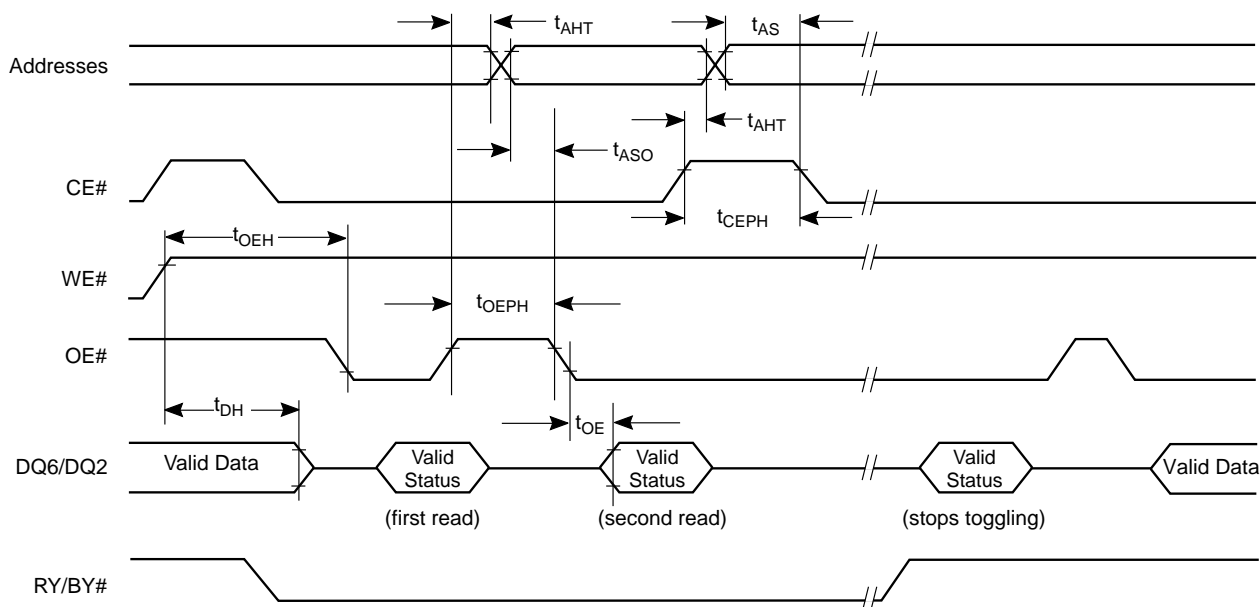 tAHT
tAS
Addresses
tAHT
tASO
CE#
tCEPH
tOEH
WE#
tOEPH
OE#
tDH
tOE
DQ6/DQ2
Valid Data
Valid
Status
Valid
Status
Valid
Status
Valid Data
(first read)
(second read)
(stops toggling)
RY/BY#